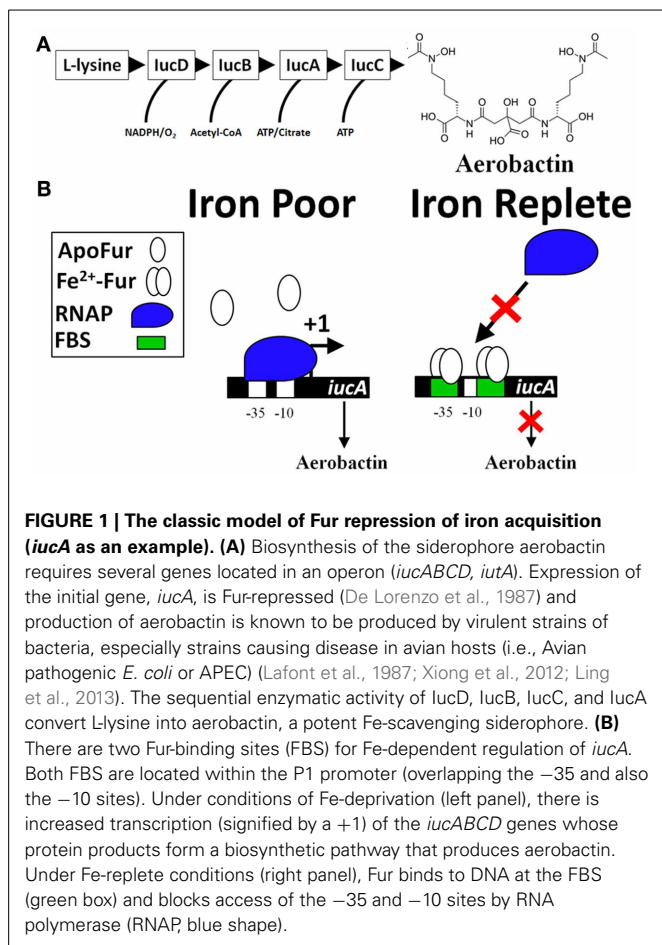 A
L-lysine IucD IucB IucA IucC
NADPH/O₂ Acetyl-CoA ATP/Citrate ATP
O OH N HO O HO N H O OH O HO O O N H O OH OH N O
Aerobactin
B
Iron Poor Iron Replete
ApoFur
Fe²⁺-Fur
RNAP
FBS
+1
iucA iucA
-35 -10 -35 -10
Aerobactin Aerobactin
FIGURE 1 | The classic model of Fur repression of iron acquisition
(iucA as an example). (A) Biosynthesis of the siderophore aerobactin
requires several genes located in an operon (iucABCD, iutA). Expression of
the initial gene, iucA, is Fur-repressed (De Lorenzo et al., 1987) and
production of aerobactin is known to be produced by virulent strains of
bacteria, especially strains causing disease in avian hosts (i.e., Avian
pathogenic E. coli or APEC) (Lafont et al., 1987; Xiong et al., 2012; Ling
et al., 2013). The sequential enzymatic activity of IucD, IucB, IucC, and IucA
convert L-lysine into aerobactin, a potent Fe-scavenging siderophore. (B)
There are two Fur-binding sites (FBS) for Fe-dependent regulation of iucA.
Both FBS are located within the P1 promoter (overlapping the −35 and also
the −10 sites). Under conditions of Fe-deprivation (left panel), there is
increased transcription (signified by a +1) of the iucABCD genes whose
protein products form a biosynthetic pathway that produces aerobactin.
Under Fe-replete conditions (right panel), Fur binds to DNA at the FBS
(green box) and blocks access of the −35 and −10 sites by RNA
polymerase (RNAP, blue shape).